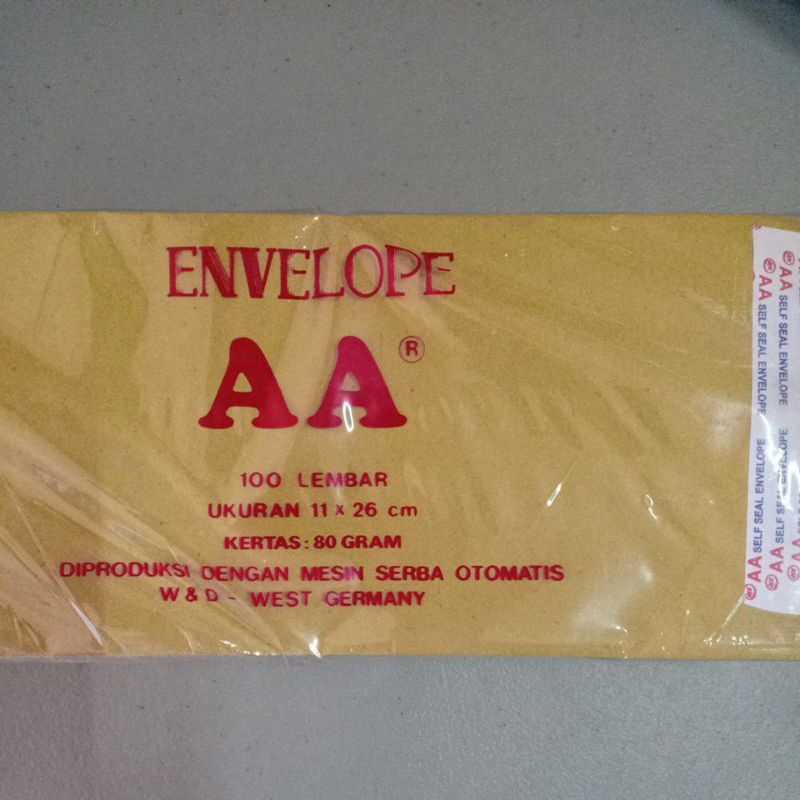 ENVELOPE
AA®
100 LEMBAR
UKURAN 11 x 26 cm
KERTAS : 80 GRAM
DIPRODUKSI DENGAN MESIN SERBA OTOMATIS
W & D - WEST GERMANY
AA SELF SEAL ENVELOPE
AA SELF SEAL ENVELOPE
AA SELF SEAL ENVELOPE
AA SELF SEAL ENVELOPE